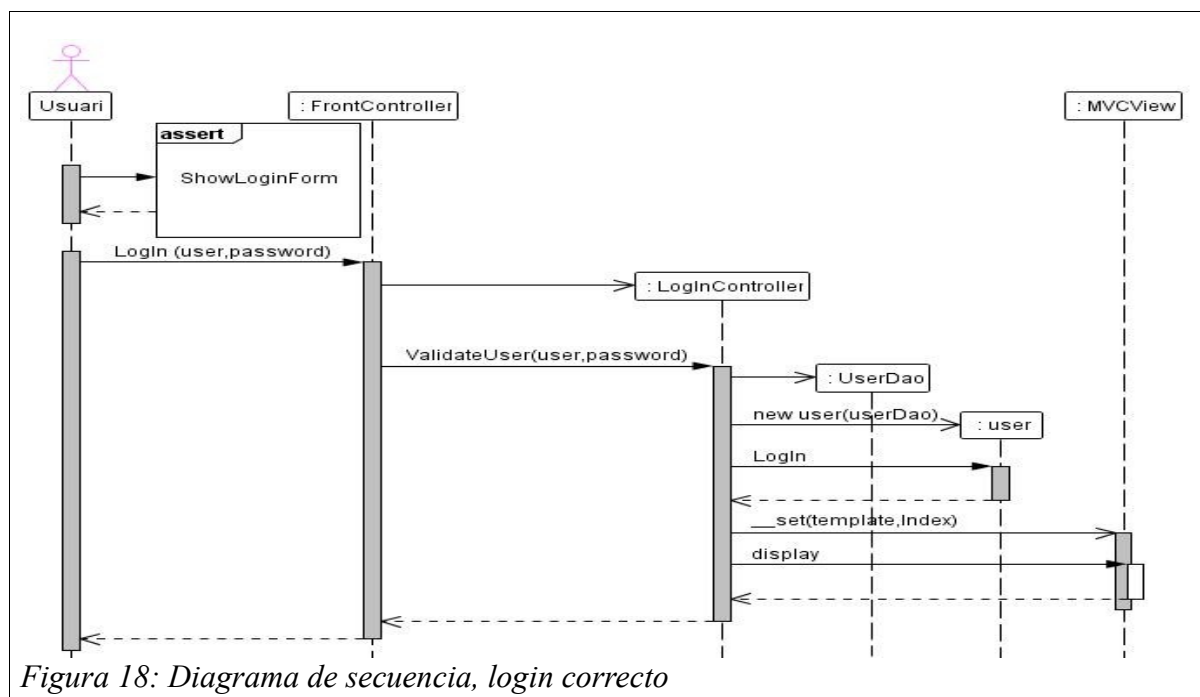 Usuari
: FrontController
: MVCView
assert
ShowLoginForm
LogIn (user,password)
: LogInController
ValidateUser(user,password)
: UserDao
new user(userDao)
: user
LogIn
__set(template,Index)
display
Figura 18: Diagrama de secuencia, login correcto